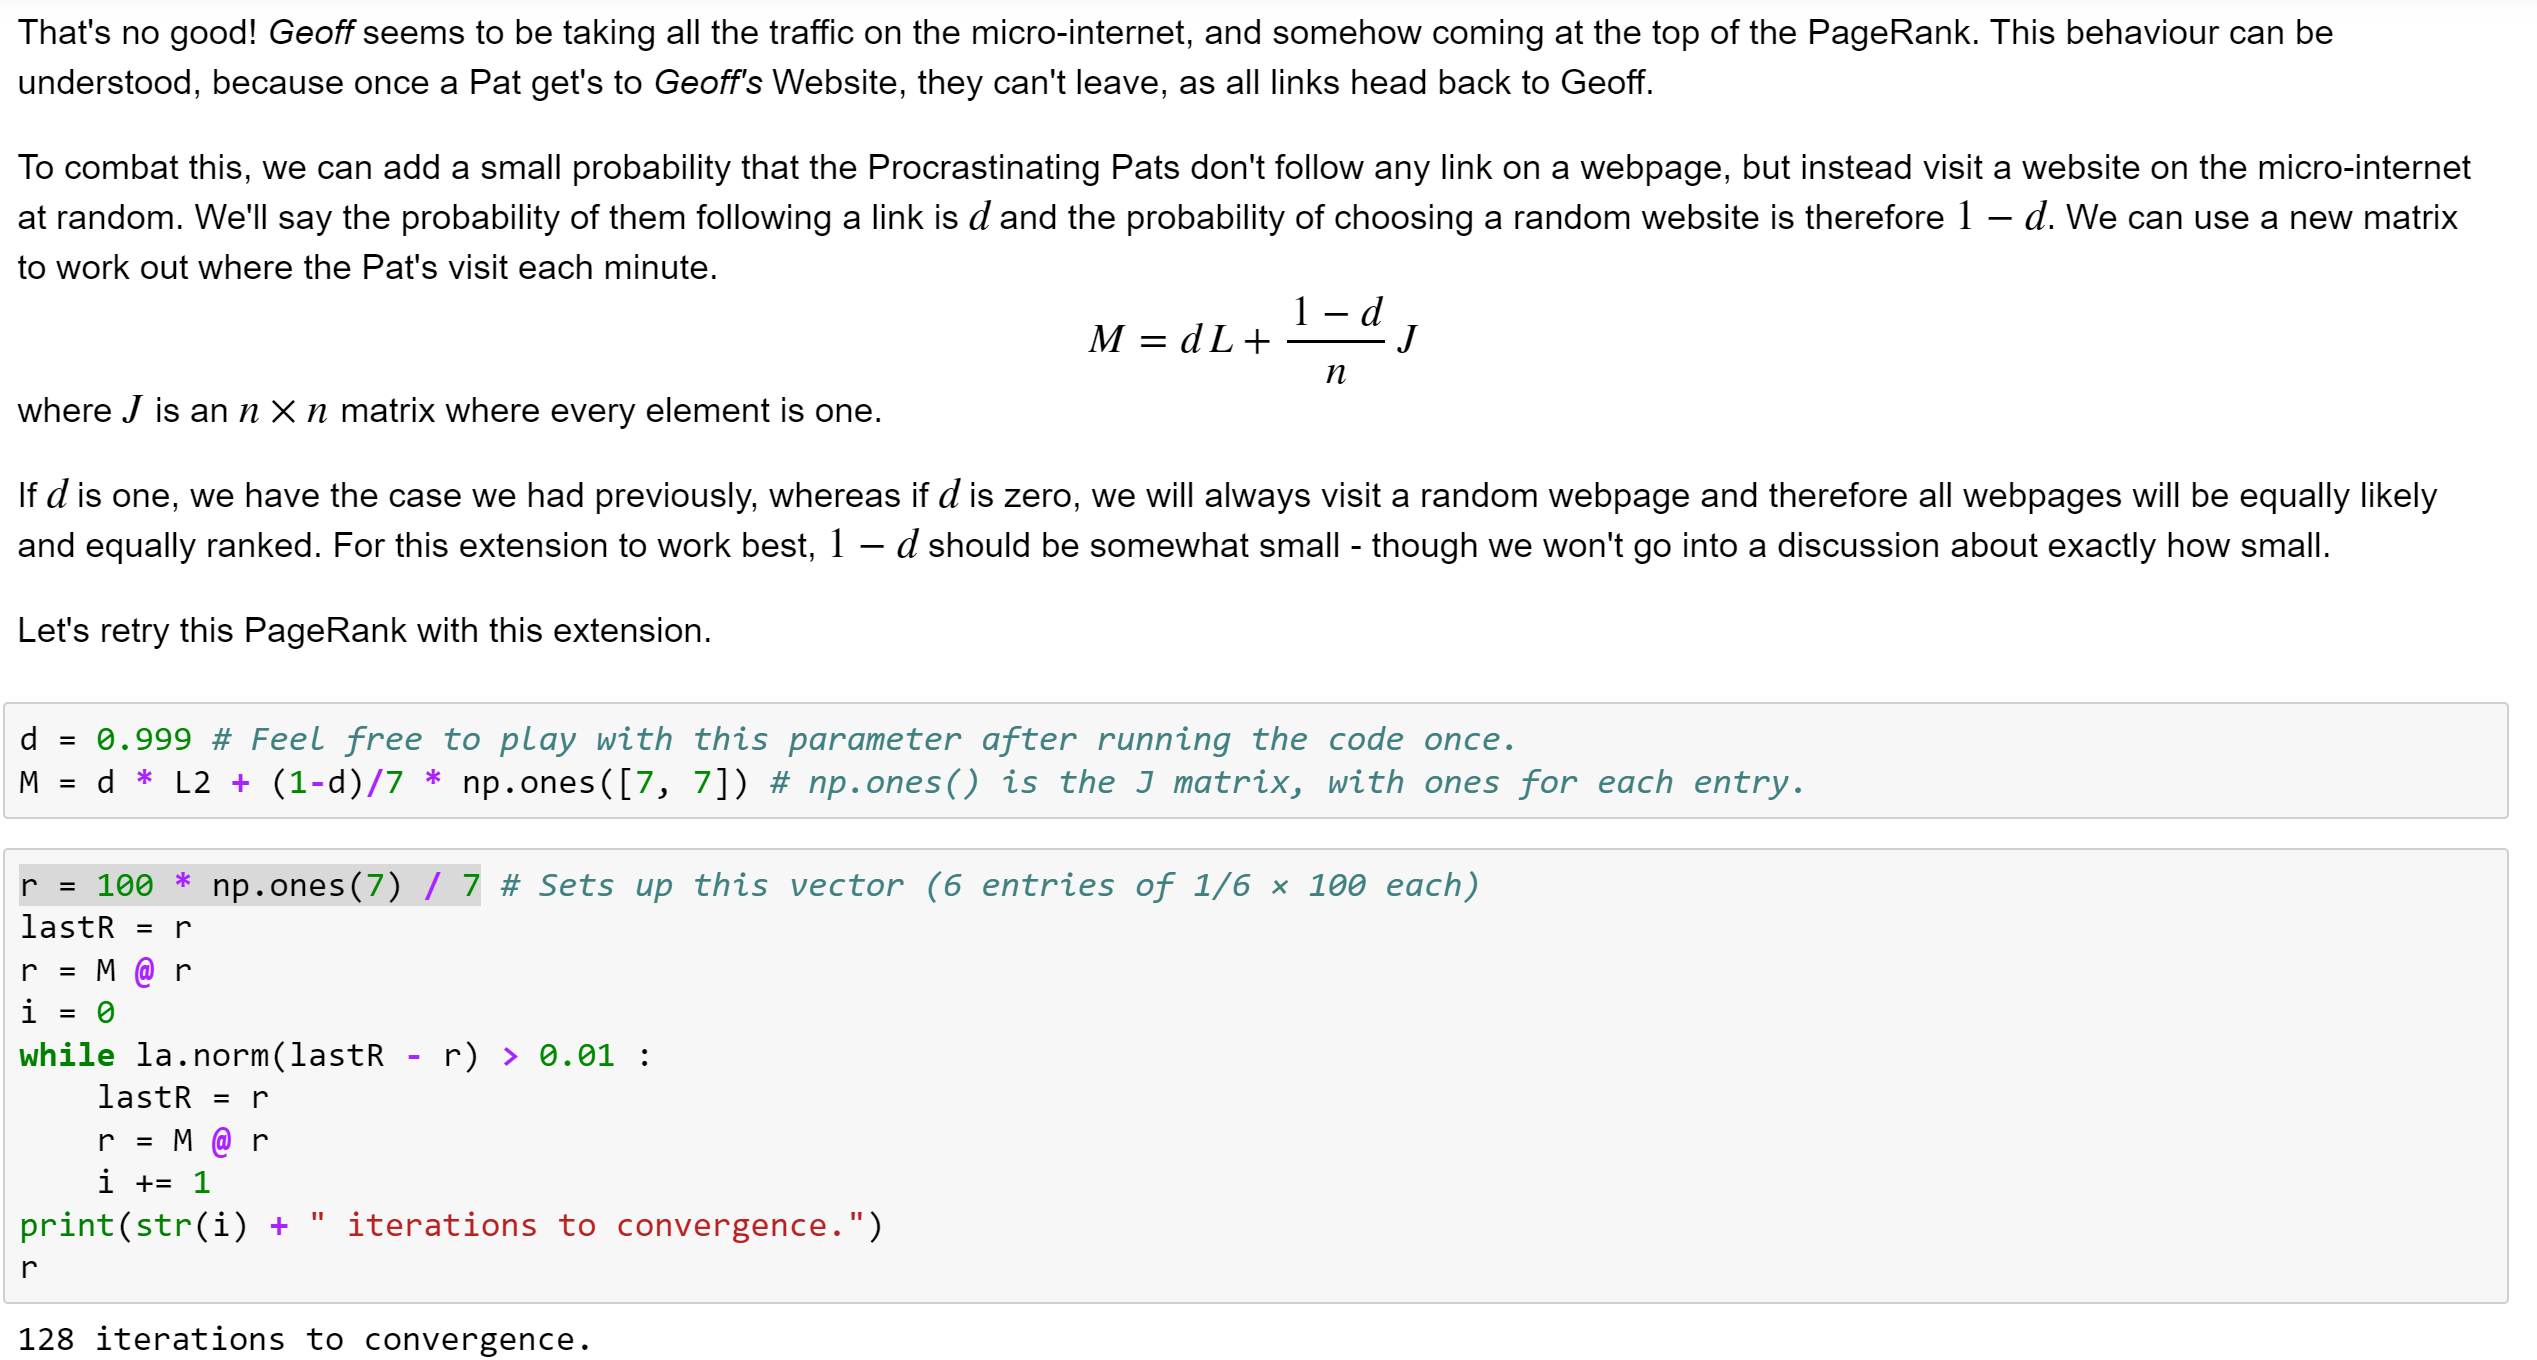 That's no good! Geoff seems to be taking all the traffic on the micro-internet, and somehow coming at the top of the PageRank. This behaviour can be
understood, because once a Pat get's to Geoff's Website, they can't leave, as all links head back to Geoff.
To combat this, we can add a small probability that the Procrastinating Pats don't follow any link on a webpage, but instead visit a website on the micro-internet
at random. We'll say the probability of them following a link is d and the probability of choosing a random website is therefore 1 − d. We can use a new matrix
to work out where the Pat's visit each minute.
M = d L + \frac{1 − d}{n} J
where J is an n × n matrix where every element is one.
If d is one, we have the case we had previously, whereas if d is zero, we will always visit a random webpage and therefore all webpages will be equally likely
and equally ranked. For this extension to work best, 1 − d should be somewhat small - though we won't go into a discussion about exactly how small.
Let's retry this PageRank with this extension.
d = 0.999 # Feel free to play with this parameter after running the code once.
M = d * L2 + (1-d)/7 * np.ones([7, 7]) # np.ones() is the J matrix, with ones for each entry.
r = 100 * np.ones(7) / 7 # Sets up this vector (6 entries of 1/6 × 100 each)
lastR = r
r = M @ r
i = 0
while la.norm(lastR - r) > 0.01 :
    lastR = r
    r = M @ r
    i += 1
print(str(i) + " iterations to convergence.")
r
128 iterations to convergence.